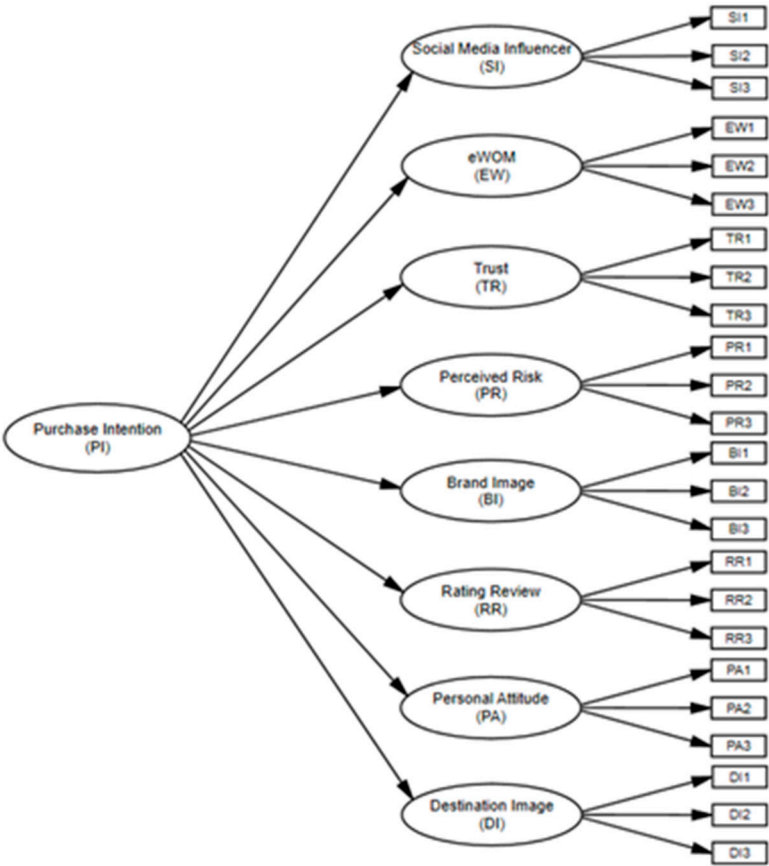 Social Media Influencer
(SI)
SI1
SI2
SI3
eWOM
(EW)
EW1
EW2
EW3
Trust
(TR)
TR1
TR2
TR3
Perceived Risk
(PR)
PR1
PR2
PR3
Purchase Intention
(PI)
Brand Image
(BI)
BI1
BI2
BI3
Rating Review
(RR)
RR1
RR2
RR3
Personal Attitude
(PA)
PA1
PA2
PA3
Destination Image
(DI)
DI1
DI2
DI3